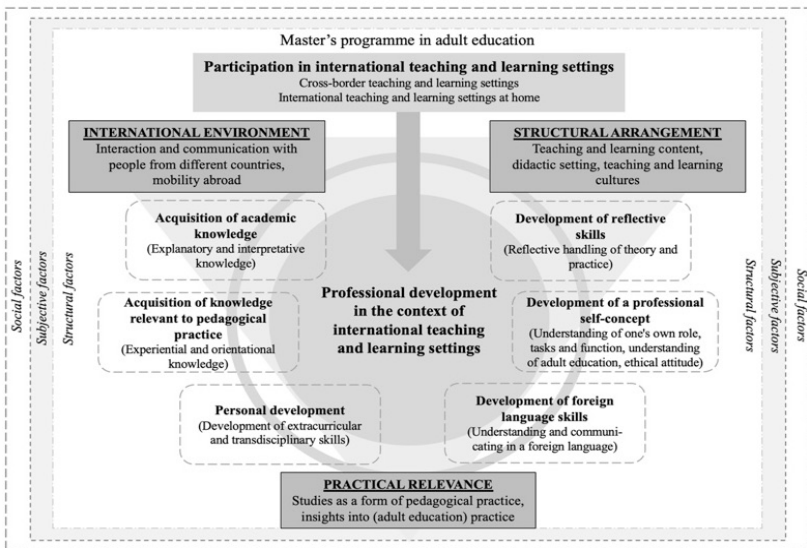 Master's programme in adult education
Participation in international teaching and learning settings
Cross-border teaching and learning settings
International teaching and learning settings at home
INTERNATIONAL ENVIRONMENT
Interaction and communication with
people from different countries,
mobility abroad
STRUCTURAL ARRANGEMENT
Teaching and learning content,
didactic setting, teaching and learning
cultures
Acquisition of academic
knowledge
(Explanatory and interpretative
knowledge)
Development of reflective
skills
(Reflective handling of theory and
practice)
Acquisition of knowledge
relevant to pedagogical
practice
(Experiential and orientational
knowledge)
Professional development
in the context of
international teaching
and learning settings
Development of a professional
self-concept
(Understanding of one's own role,
tasks and function, understanding
of adult education, ethical attitude)
Personal development
(Development of extracurricular
and transdisciplinary skills)
Development of foreign
language skills
(Understanding and communi-
cating in a foreign language)
PRACTICAL RELEVANCE
Studies as a form of pedagogical practice,
insights into (adult education) practice
Social factors
Subjective factors
Structural factors
Structural factors
Subjective factors
Social factors